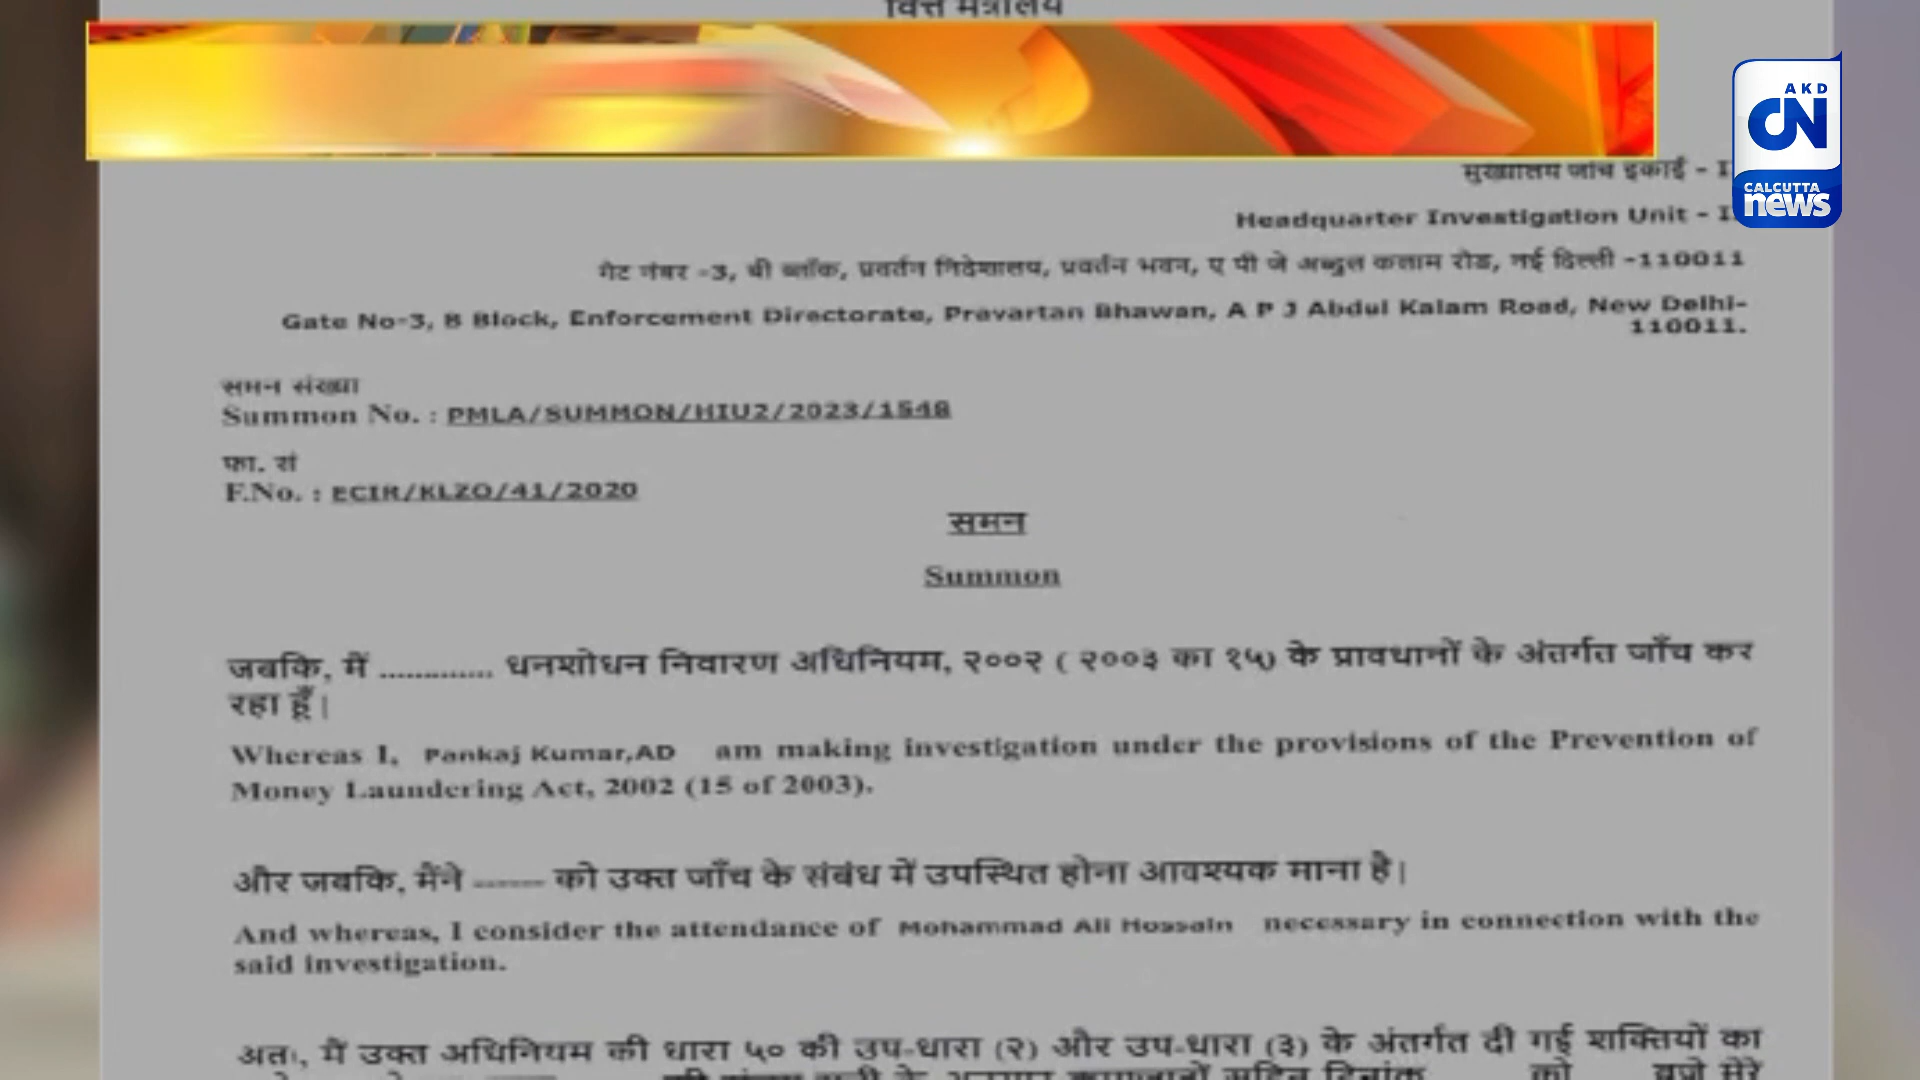 वित्त मंत्रालय
AKD
CN
CALCUTTA
news
मुख्यालय जांच इकाई - I
Headquarter Investigation Unit - I
गेट नंबर -3, बी ब्लॉक, प्रवर्तन निदेशालय, प्रवर्तन भवन, ए पी जे अब्दुल कलाम रोड, नई दिल्ली -110011
Gate No-3, B Block, Enforcement Directorate, Pravartan Bhawan, A P J Abdul Kalam Road, New Delhi-
110011.
समन संख्या
Summon No. : PMLA/SUMMON/HIU2/2023/1548
फा. सं
F.No. : ECIR/KLZO/41/2020
समन
Summon
जबकि, मैं ............ धनशोधन निवारण अधिनियम, २००२ ( २००३ का १५) के प्रावधानों के अंतर्गत जाँच कर
रहा हूँ।
Whereas I, Pankaj Kumar,AD am making investigation under the provisions of the Prevention of
Money Laundering Act, 2002 (15 of 2003).
और जबकि, मैंने ------ को उक्त जाँच के संबंध में उपस्थित होना आवश्यक माना है।
And whereas, I consider the attendance of Mohammad Ali Hossain necessary in connection with the
said investigation.
अतः, मैं उक्त अधिनियम की धारा ५० की उप-धारा (२) और उप-धारा (३) के अंतर्गत दी गई शक्तियों का
के अनुसार कागजातों सहित दिनांक को बजे मेरे